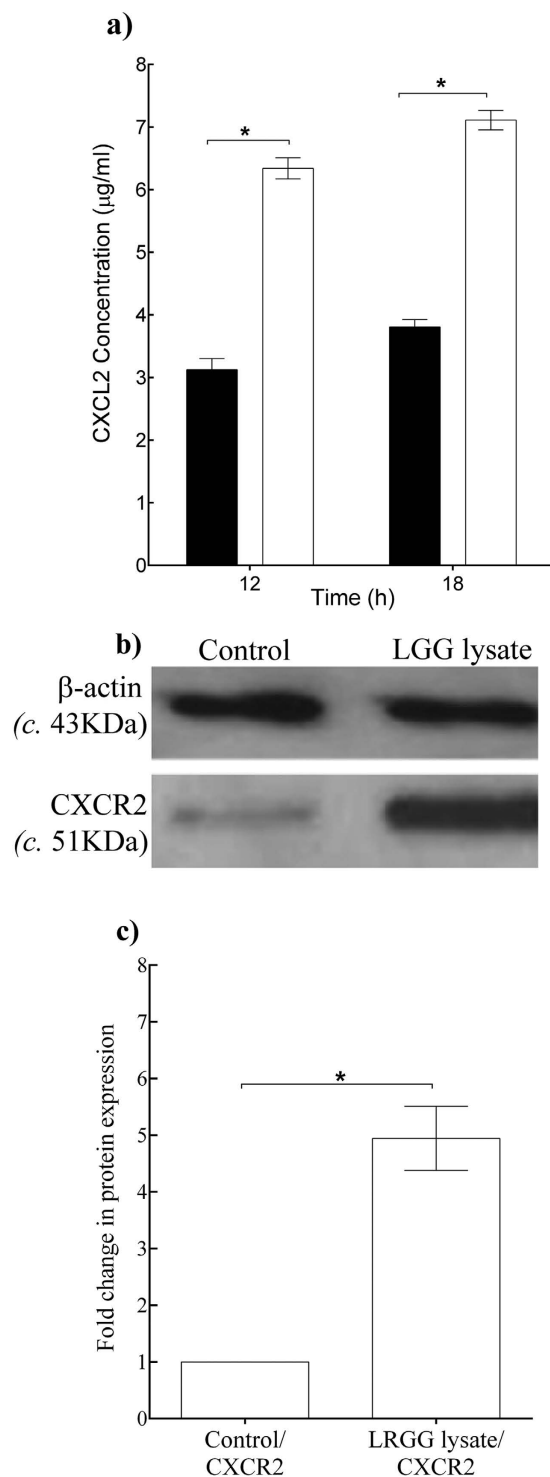 a)
CXCL2 Concentration (μg/ml)
8
7
6
5
4
3
2
1
0
*
*
12
18
Time (h)
b)
Control
LGG lysate
β-actin
(c. 43KDa)
CXCR2
(c. 51KDa)
c)
Fold change in protein expression
8
7
6
5
4
3
2
1
0
*
Control/
CXCR2
LRGG lysate/
CXCR2